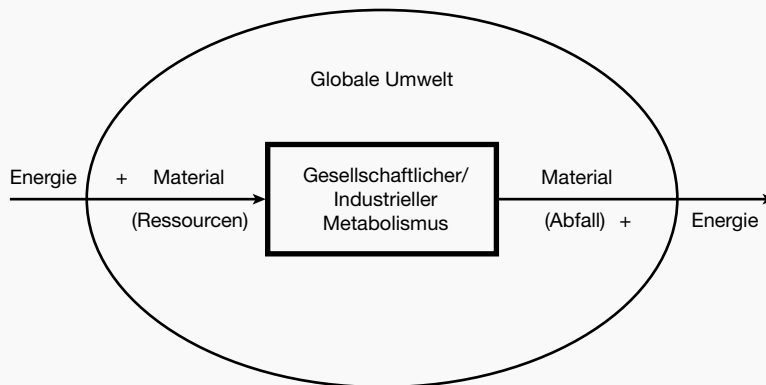 Globale Umwelt
Energie + Material
(Ressourcen)
Gesellschaftlicher/
Industrieller
Metabolismus
Material
(Abfall) + Energie